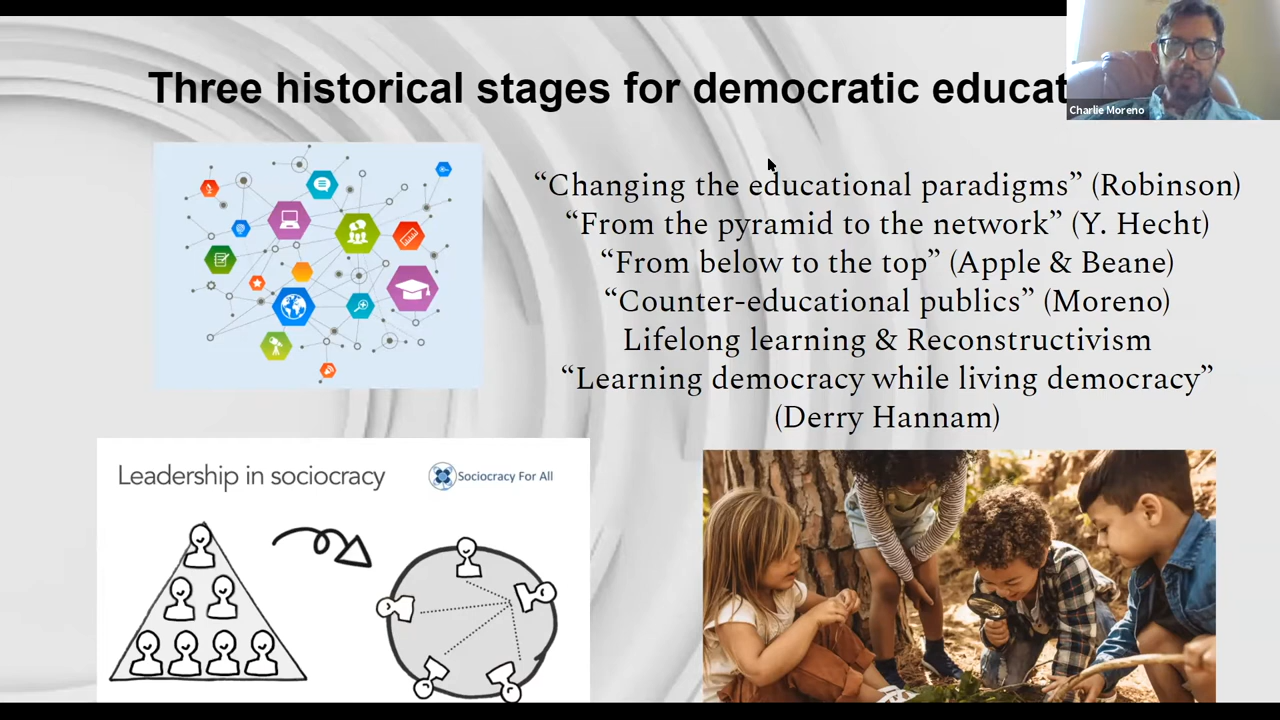 Three historical stages for democratic educat
Charlie Moreno
“Changing the educational paradigms” (Robinson)
“From the pyramid to the network” (Y. Hecht)
“From below to the top” (Apple & Beane)
“Counter-educational publics” (Moreno)
Lifelong learning & Reconstructivism
“Learning democracy while living democracy”
(Derry Hannam)
Leadership in sociocracy
Sociocracy For All